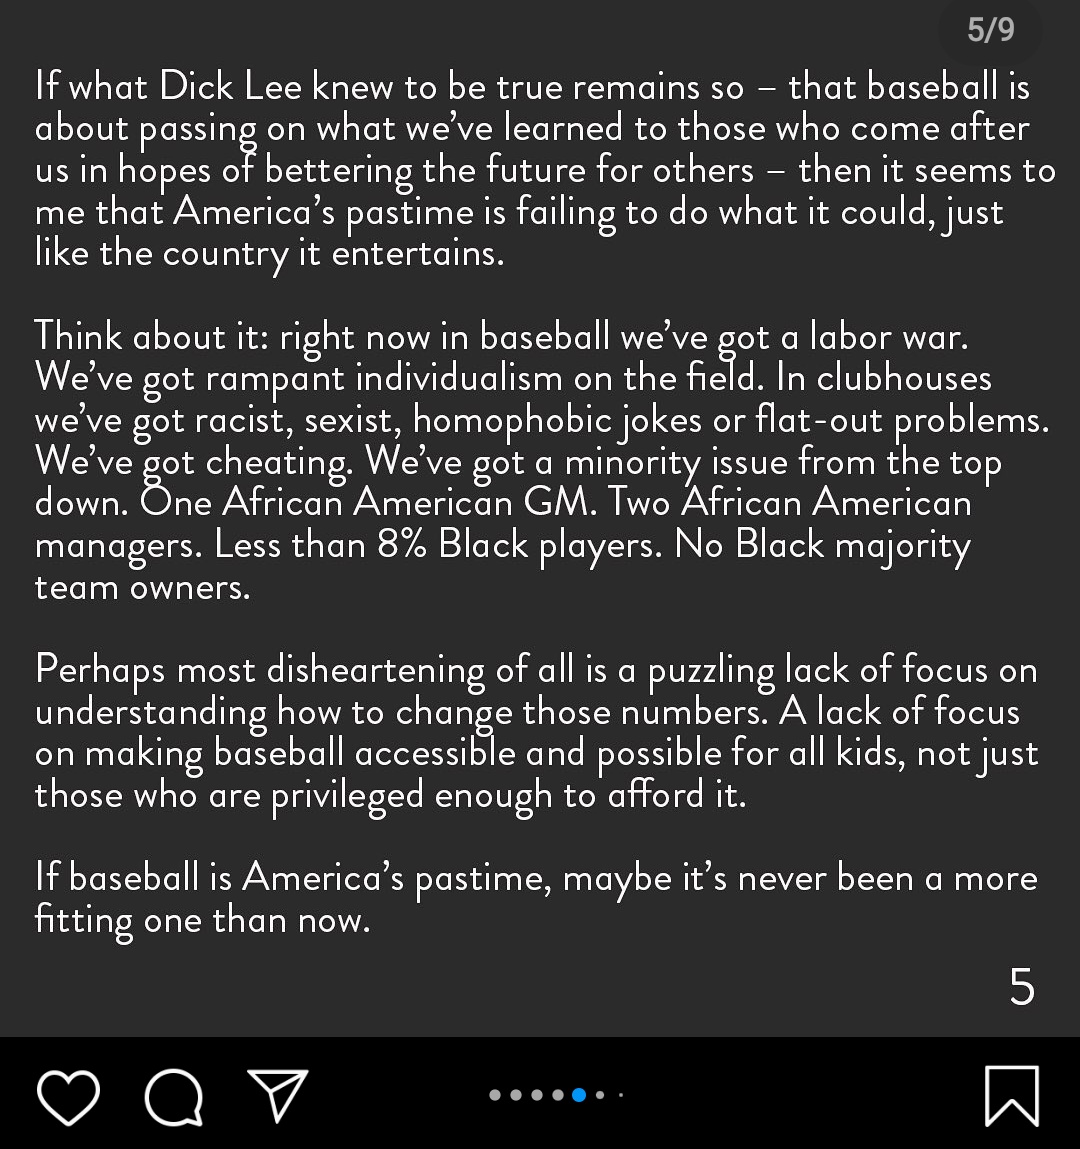 5/9
If what Dick Lee knew to be true remains so – that baseball is
about passing on what we’ve learned to those who come after
us in hopes of bettering the future for others – then it seems to
me that America’s pastime is failing to do what it could, just
like the country it entertains.
Think about it: right now in baseball we’ve got a labor war.
We’ve got rampant individualism on the field. In clubhouses
we’ve got racist, sexist, homophobic jokes or flat-out problems.
We’ve got cheating. We’ve got a minority issue from the top
down. One African American GM. Two African American
managers. Less than 8% Black players. No Black majority
team owners.
Perhaps most disheartening of all is a puzzling lack of focus on
understanding how to change those numbers. A lack of focus
on making baseball accessible and possible for all kids, not just
those who are privileged enough to afford it.
If baseball is America’s pastime, maybe it’s never been a more
fitting one than now.
5